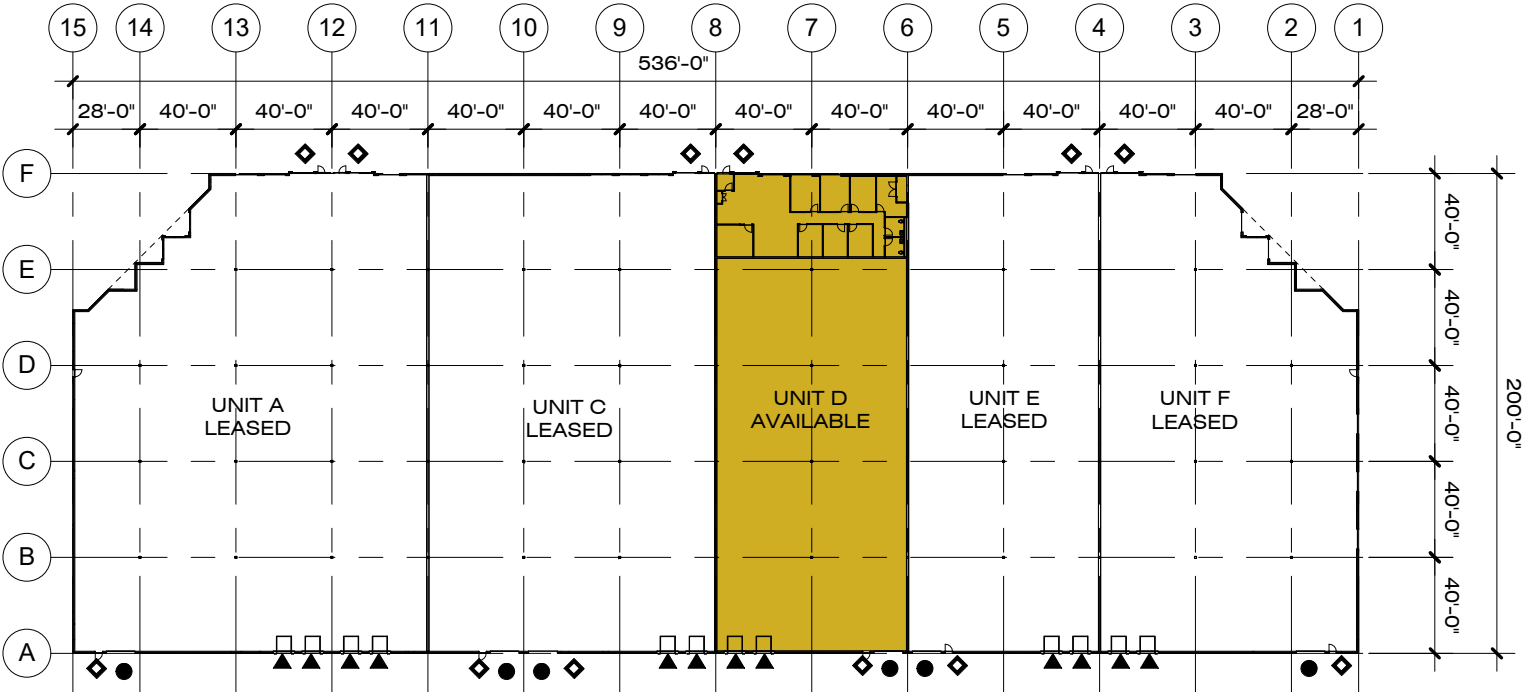 15 14 13 12 11 10 9 8 7 6 5 4 3 2 1
536'-0"
28'-0" 40'-0" 40'-0" 40'-0" 40'-0" 40'-0" 40'-0" 40'-0" 40'-0" 40'-0" 40'-0" 40'-0" 40'-0" 28'-0"
F
E
D
C
B
A
UNIT A
LEASED
UNIT C
LEASED
UNIT D
AVAILABLE
UNIT E
LEASED
UNIT F
LEASED
40'-0"
40'-0"
40'-0"
40'-0"
40'-0"
200'-0"